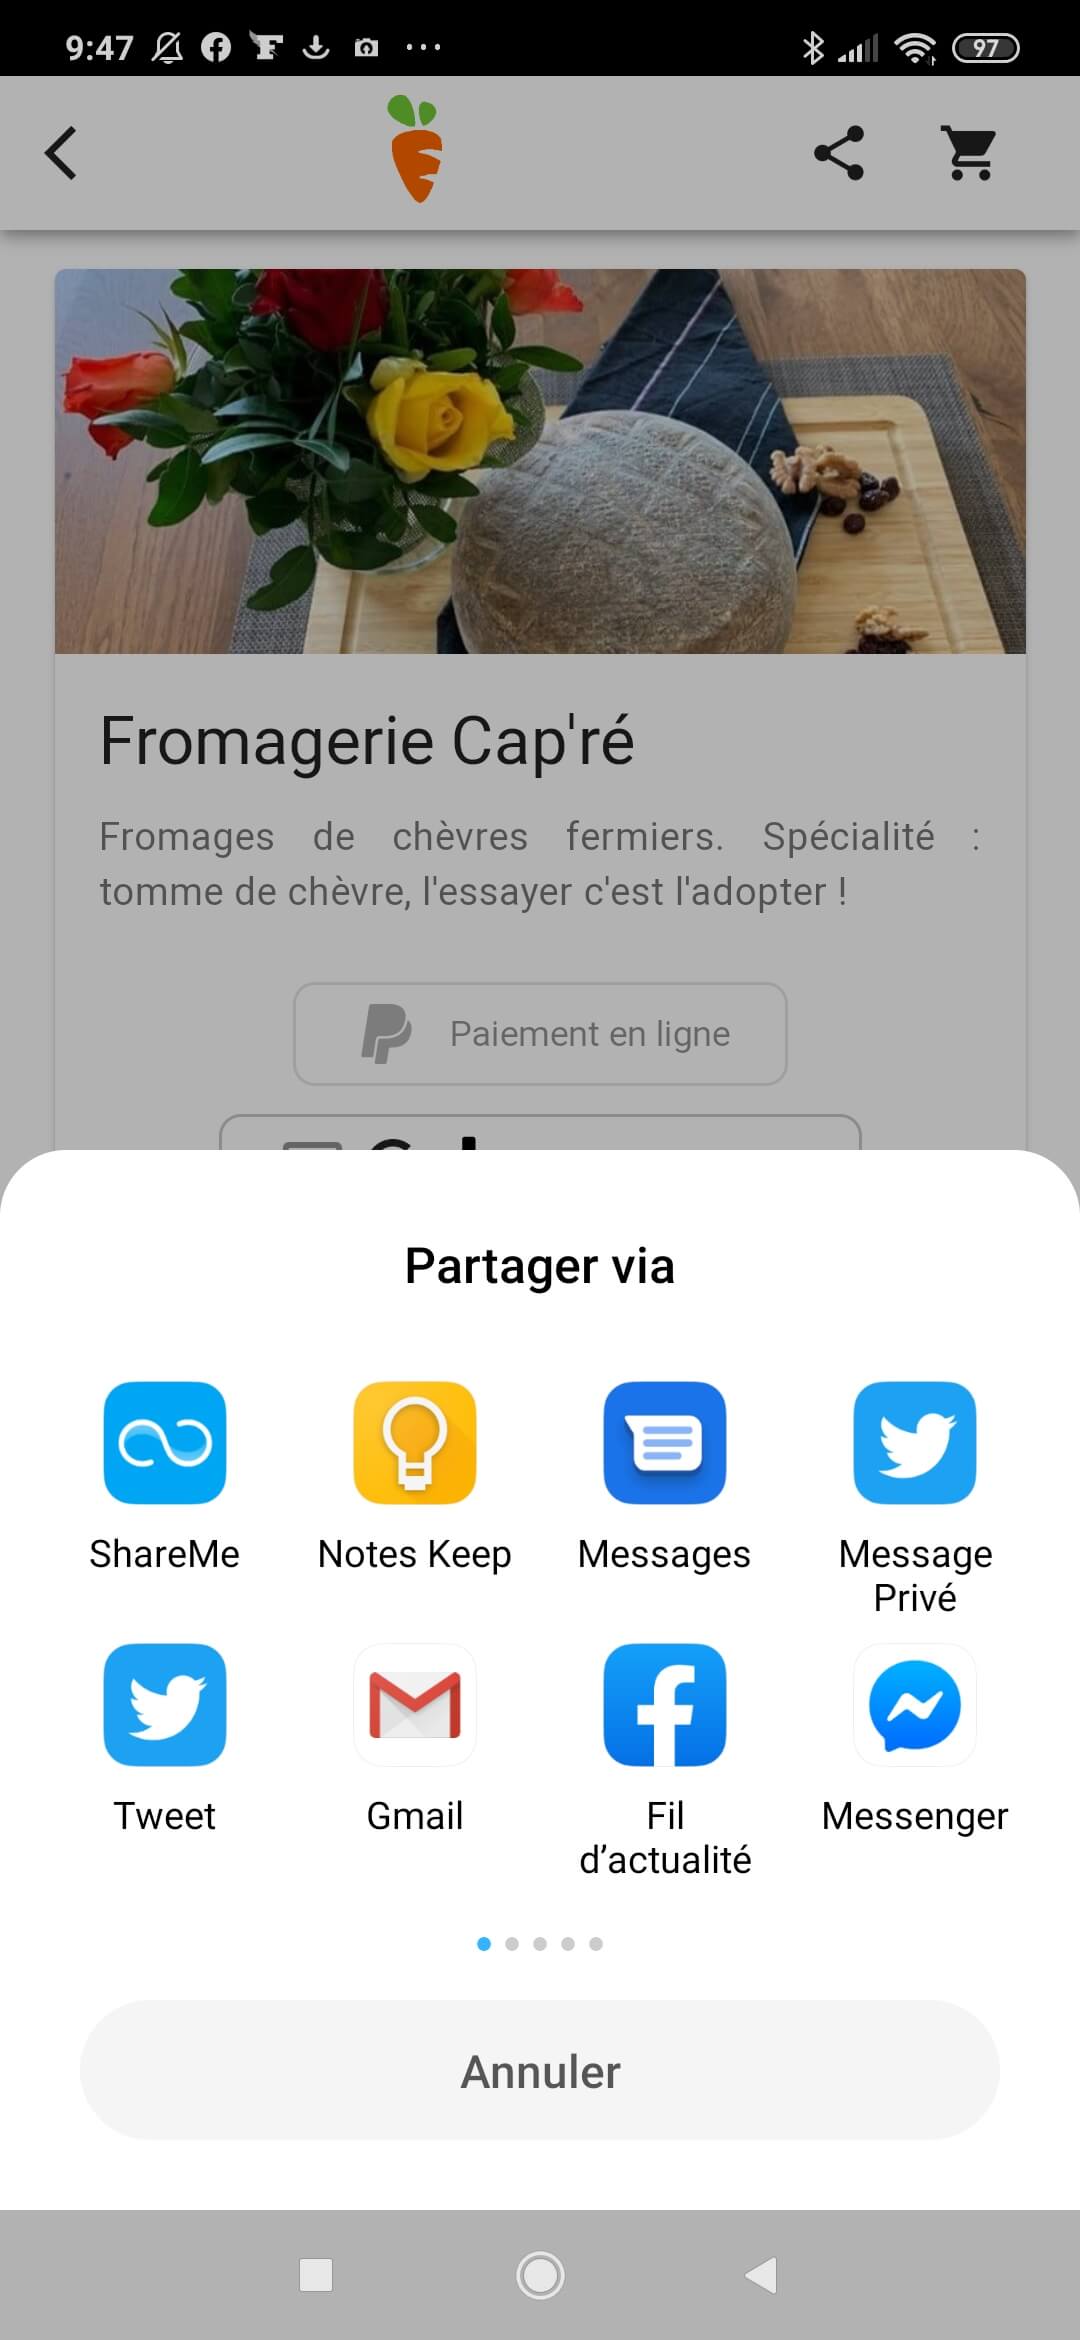 9:47
97
Fromagerie Cap'ré
Fromages de chèvres fermiers. Spécialité :
tomme de chèvre, l'essayer c'est l'adopter !
Paiement en ligne
Partager via
ShareMe
Notes Keep
Messages
Message
Privé
Tweet
Gmail
Fil
d’actualité
Messenger
Annuler